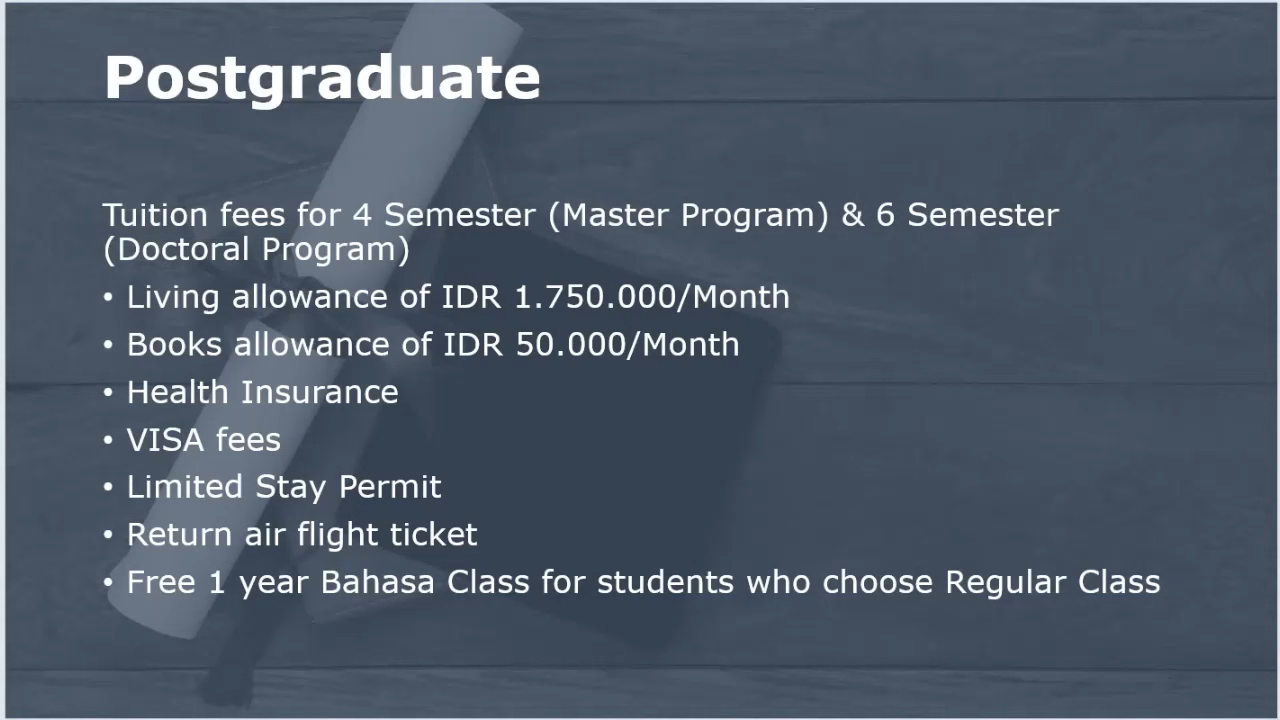 Postgraduate
Tuition fees for 4 Semester (Master Program) & 6 Semester
(Doctoral Program)
• Living allowance of IDR 1.750.000/Month
• Books allowance of IDR 50.000/Month
• Health Insurance
• VISA fees
• Limited Stay Permit
• Return air flight ticket
• Free 1 year Bahasa Class for students who choose Regular Class